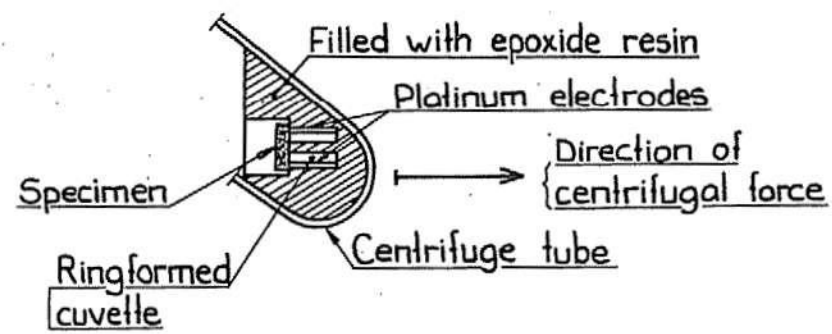 Filled with epoxide resin
Platinum electrodes
Direction of
centrifugal force
Specimen
Centrifuge tube
Ringformed
cuvette